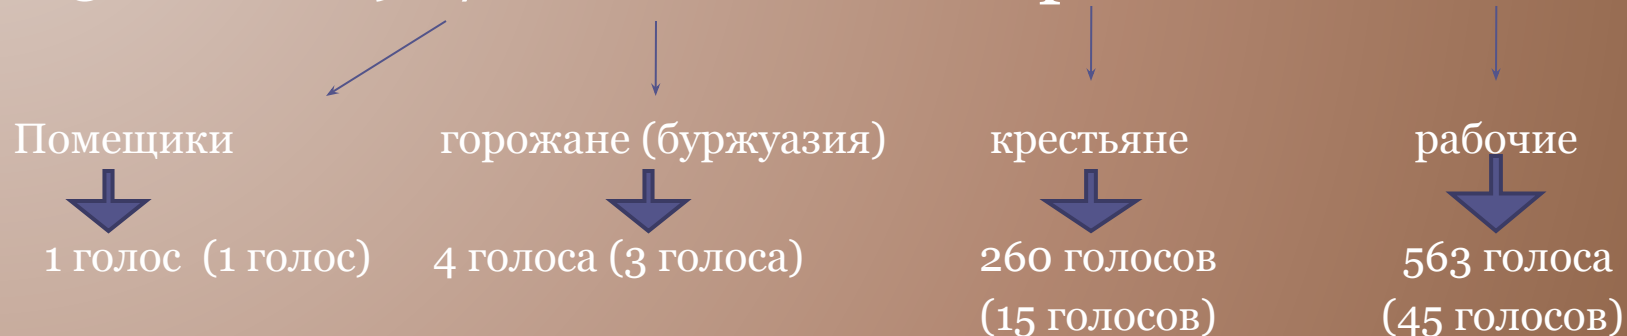 Помещики горожане (буржуазия) крестьяне рабочие
1 голос (1 голос) 4 голоса (3 голоса) 260 голосов 563 голоса
(15 голосов) (45 голосов)